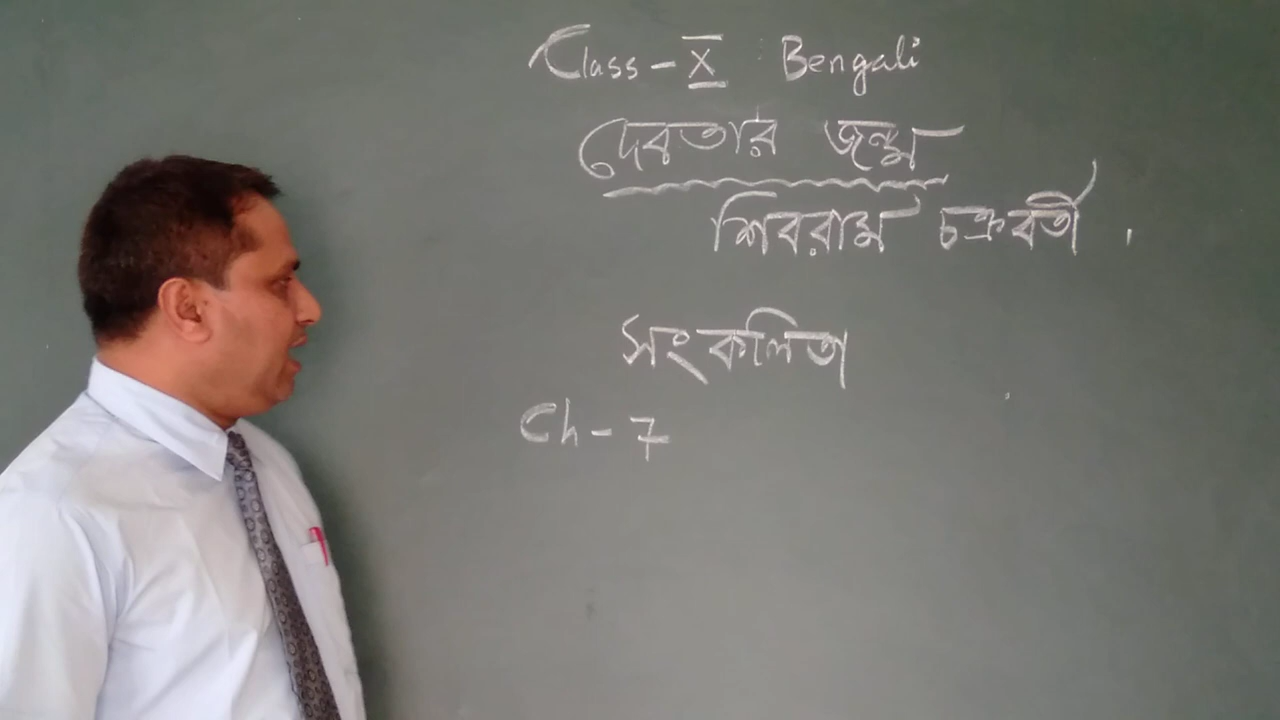 Class - X : Bengali
দেবতার জন্ম
শিবরাম চক্রবর্তী .
সংকলিতা
Ch - 7